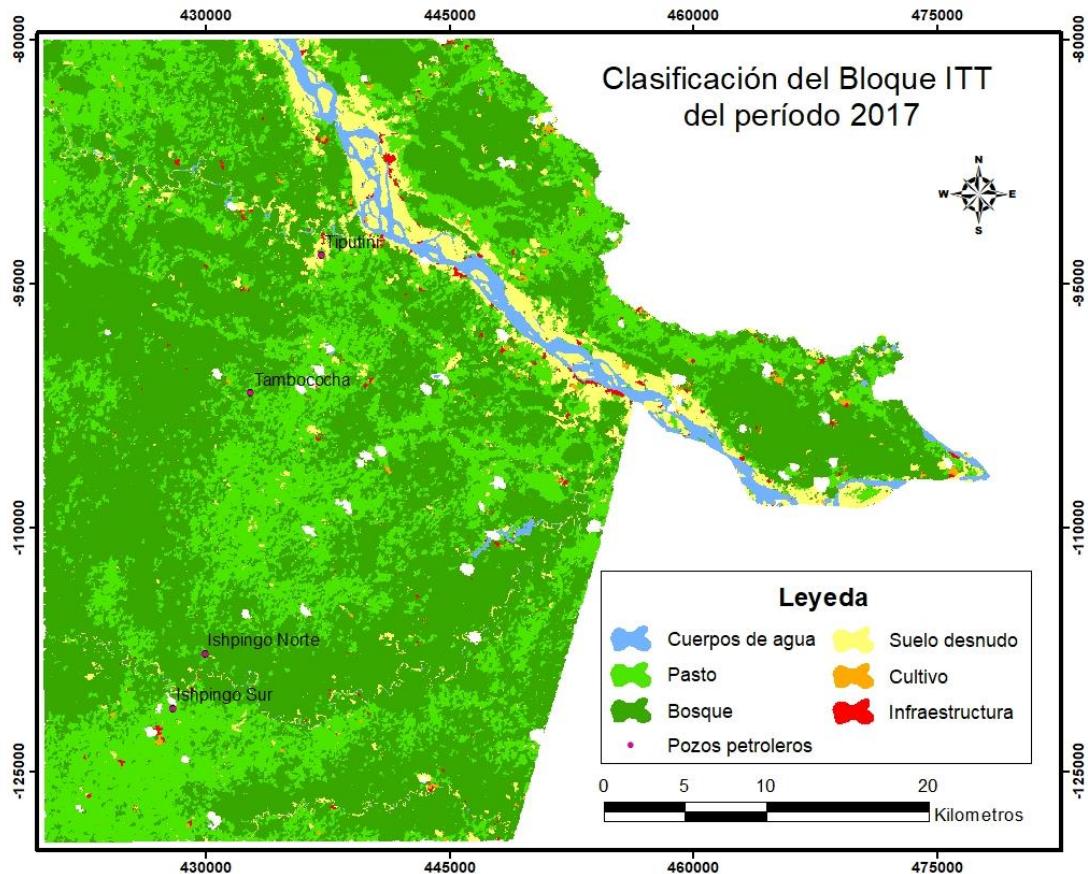 430000 445000 460000 475000
-80000 -80000
Clasificación del Bloque ITT
del período 2017
N
W E
S
Tiputini
-95000 -95000
Tambococha
-110000 -110000
Leyeda
Cuerpos de agua Suelo desnudo
Pasto Cultivo
Bosque Infraestructura
Pozos petroleros
Ishpingo Norte
Ishpingo Sur
-125000 -125000
0 5 10 20
Kilometros
430000 445000 460000 475000